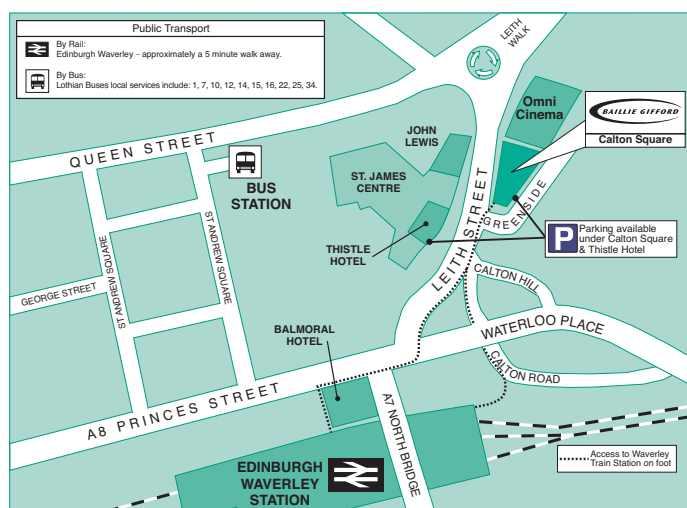 Public Transport
By Rail:
Edinburgh Waverley – approximately a 5 minute walk away.
By Bus:
Lothian Buses local services include: 1, 7, 10, 12, 14, 15, 16, 22, 25, 34.
LEITH
WALK
Omni
Cinema
BAILLIE GIFFORD
Calton Square
JOHN
LEWIS
QUEEN STREET
BUS
STATION
ST. JAMES
CENTRE
LEITH STREET
GREENSIDE
P
Parking available
under Calton Square
& Thistle Hotel
THISTLE
HOTEL
ST ANDREW SQUARE
ST ANDREW SQUARE
GEORGE STREET
CALTON HILL
WATERLOO PLACE
BALMORAL
HOTEL
CALTON ROAD
A8 PRINCES STREET
A7 NORTH BRIDGE
EDINBURGH
WAVERLEY
STATION
Access to Waverley
Train Station on foot